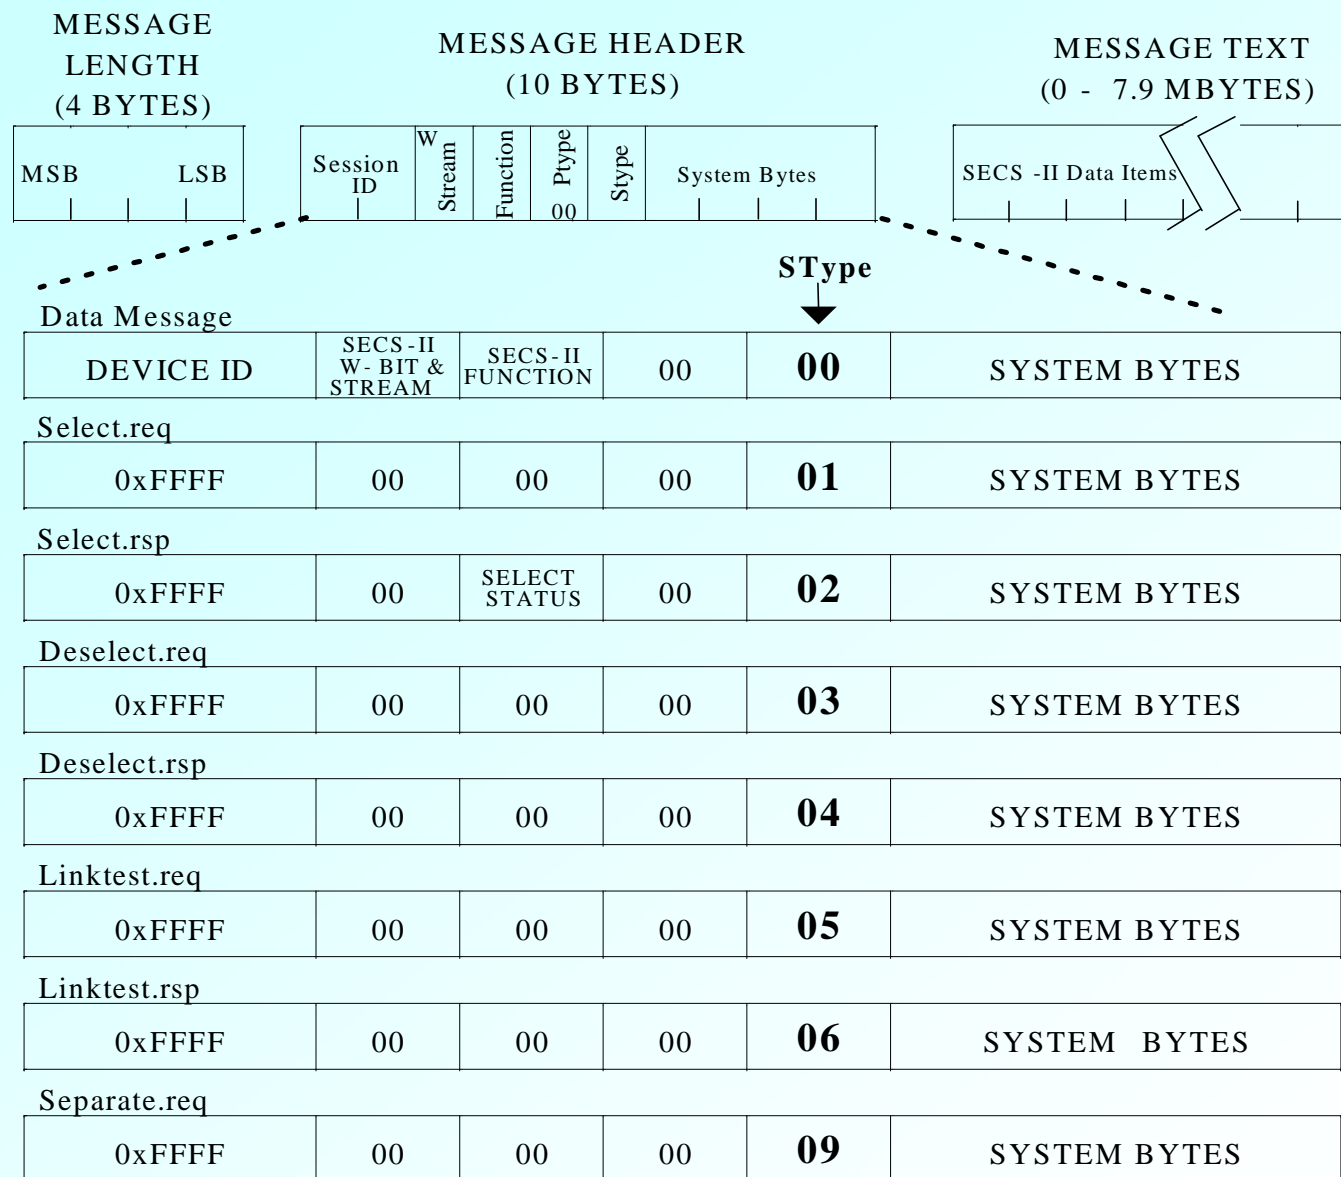 MESSAGE
LENGTH
(4 BYTES)
MESSAGE HEADER
(10 BYTES)
MESSAGE TEXT
(0 - 7.9 MBYTES)
MSB LSB
Session
ID
W
Stream
Function
Ptype
00
Stype
System Bytes
SECS -II Data Items
SType
Data Message
DEVICE ID
SECS-II
W- BIT &
STREAM
SECS-II
FUNCTION
00
00
SYSTEM BYTES
Select.req
0xFFFF 00 00 00 01 SYSTEM BYTES
Select.rsp
0xFFFF 00
SELECT
STATUS
00 02 SYSTEM BYTES
Deselect.req
0xFFFF 00 00 00 03 SYSTEM BYTES
Deselect.rsp
0xFFFF 00 00 00 04 SYSTEM BYTES
Linktest.req
0xFFFF 00 00 00 05 SYSTEM BYTES
Linktest.rsp
0xFFFF 00 00 00 06 SYSTEM BYTES
Separate.req
0xFFFF 00 00 00 09 SYSTEM BYTES